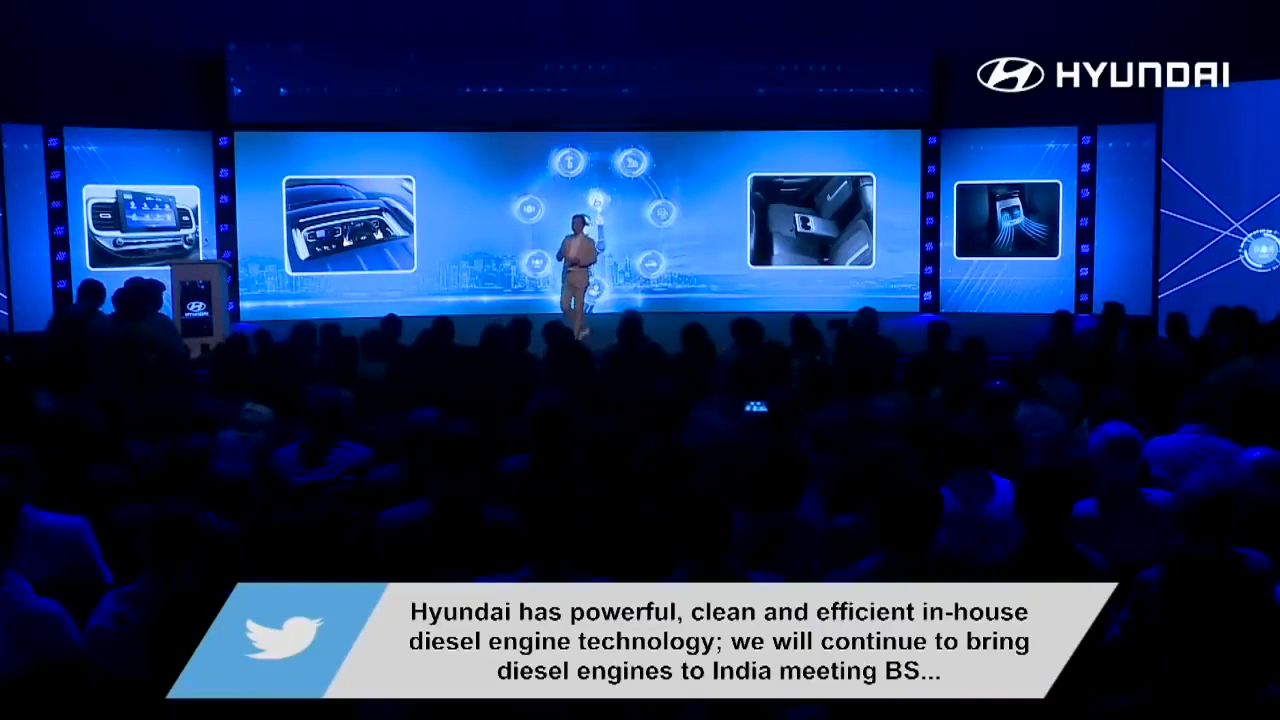 HYUNDAI
HYUNDAI
Hyundai has powerful, clean and efficient in-house
diesel engine technology; we will continue to bring
diesel engines to India meeting BS...